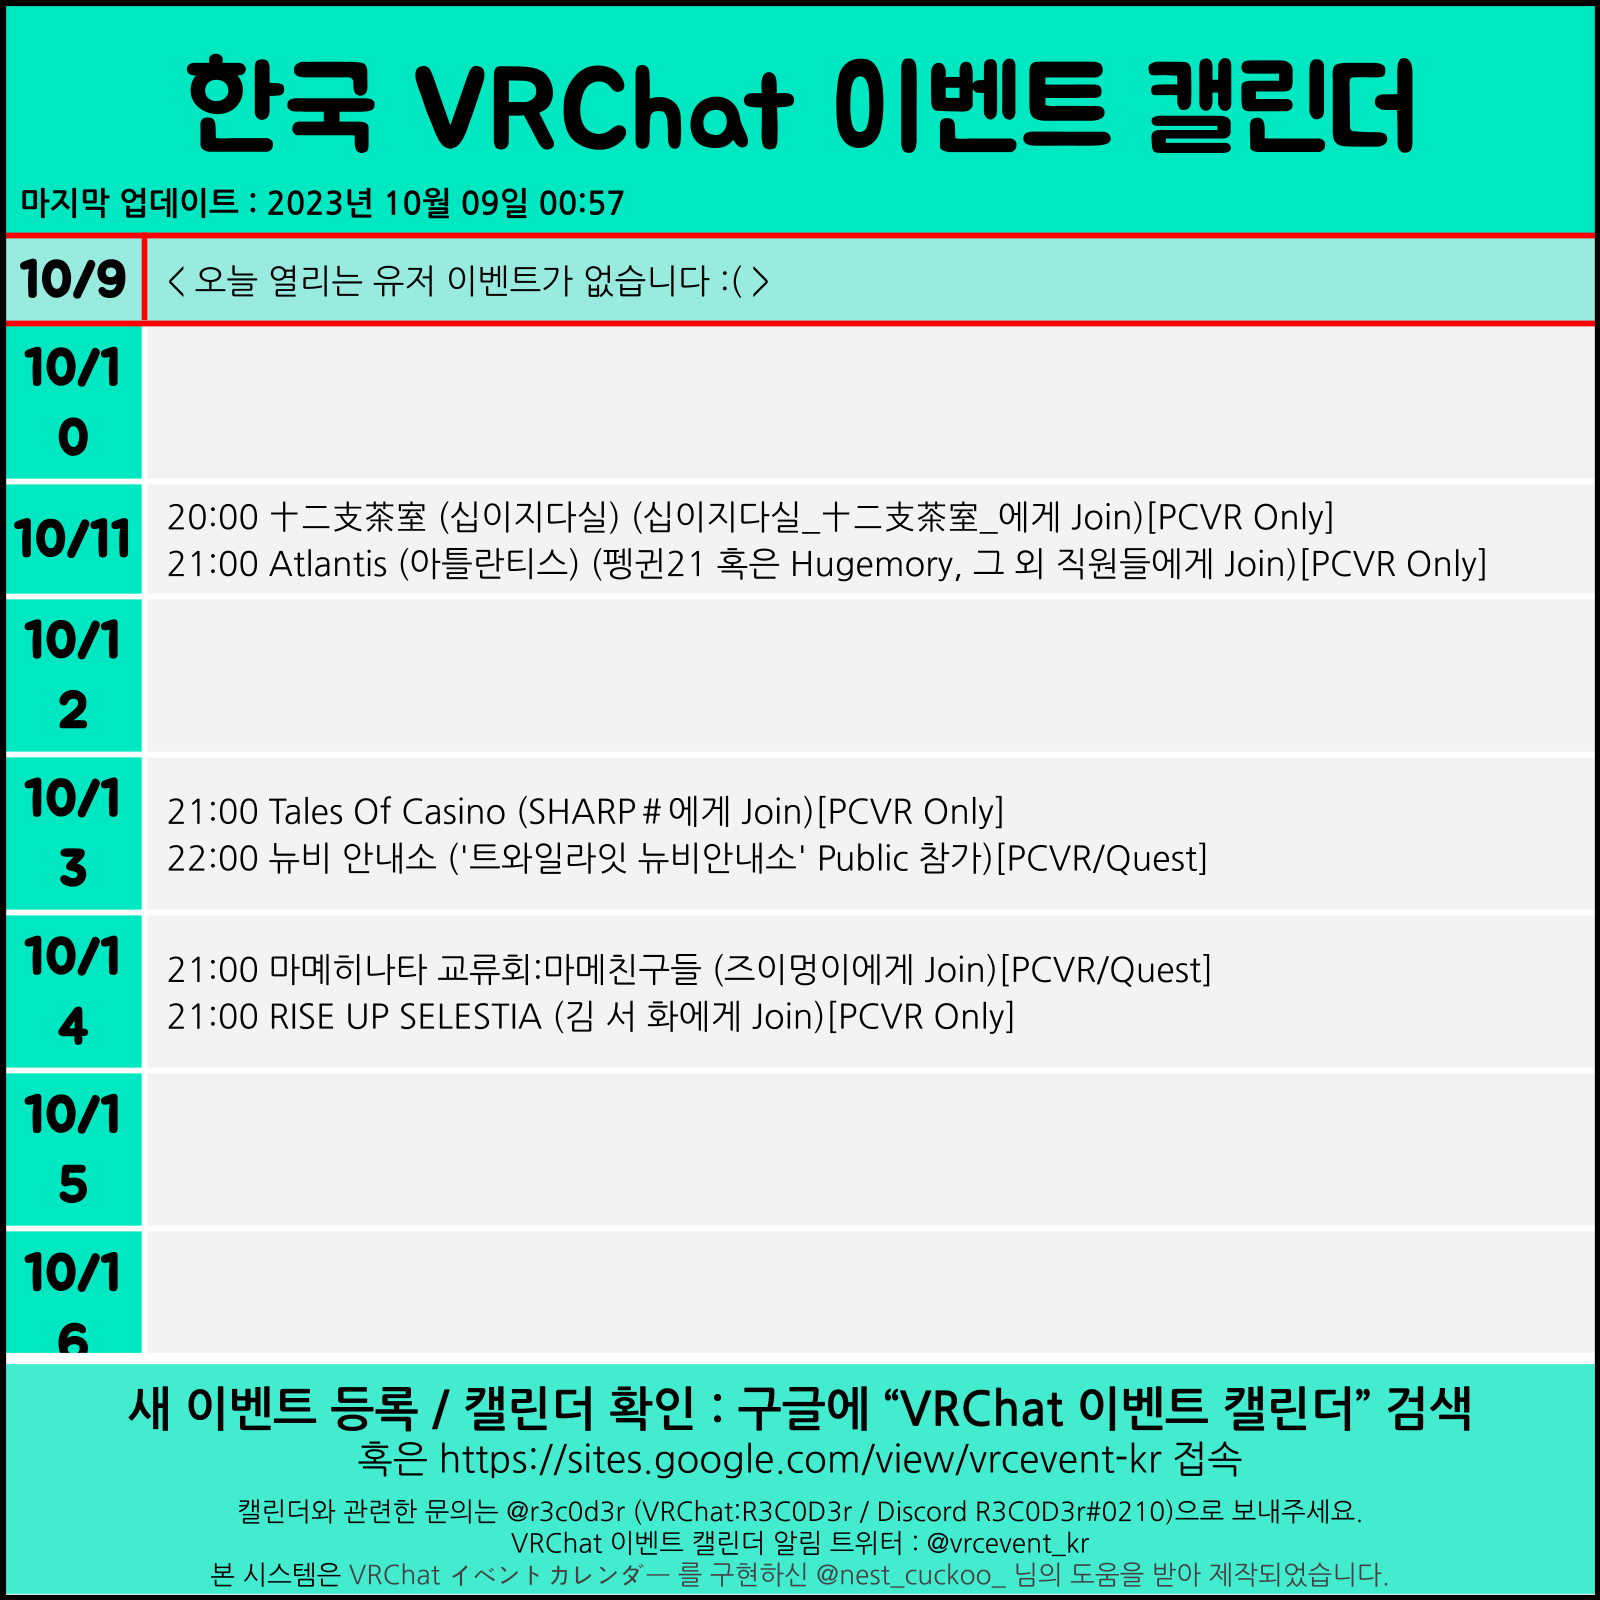 한국 VRChat 이벤트 캘린더
마지막 업데이트 : 2023년 10월 09일 00:57
10/9
< 오늘 열리는 유저 이벤트가 없습니다 :( >
10/1
0
10/11
20:00 十二支茶室 (십이지다실) (십이지다실_十二支茶室_에게 Join)[PCVR Only]
21:00 Atlantis (아틀란티스) (펭귄21 혹은 Hugemory, 그 외 직원들에게 Join)[PCVR Only]
10/1
2
10/1
3
21:00 Tales Of Casino (SHARP＃에게 Join)[PCVR Only]
22:00 뉴비 안내소 ('트와일라잇 뉴비안내소' Public 참가)[PCVR/Quest]
10/1
4
21:00 마몌히나타 교류회:마메친구들 (즈이멍이에게 Join)[PCVR/Quest]
21:00 RISE UP SELESTIA (김 서 화에게 Join)[PCVR Only]
10/1
5
10/1
6
새 이벤트 등록 / 캘린더 확인 : 구글에 “VRChat 이벤트 캘린더” 검색
혹은 https://sites.google.com/view/vrcevent-kr 접속
캘린더와 관련한 문의는 @r3c0d3r (VRChat:R3C0D3r / Discord R3C0D3r#0210)으로 보내주세요.
VRChat 이벤트 캘린더 알림 트위터 : @vrcevent_kr
본 시스템은 VRChat イベントカレンダー 를 구현하신 @nest_cuckoo_ 님의 도움을 받아 제작되었습니다.